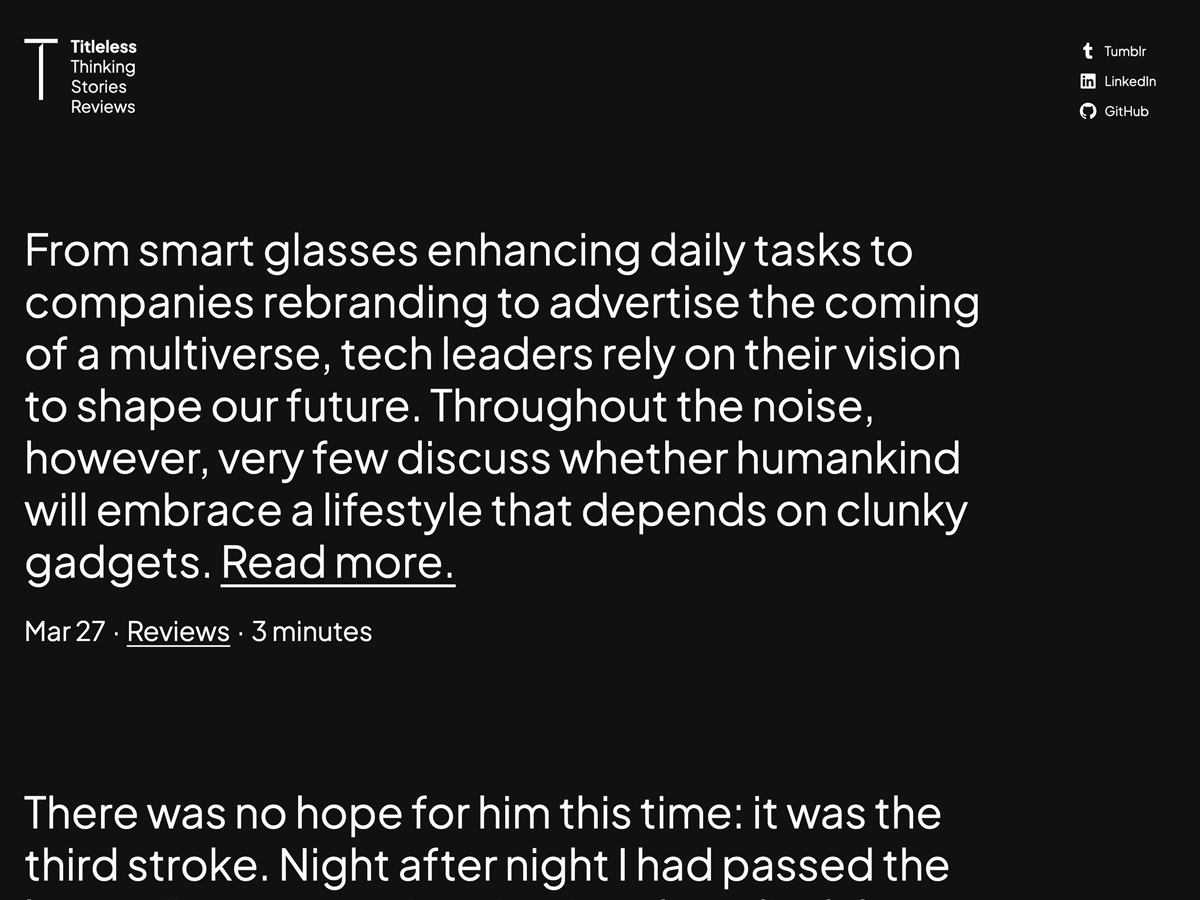 T
Titleless
Thinking
Stories
Reviews
Tumblr
LinkedIn
GitHub
From smart glasses enhancing daily tasks to
companies rebranding to advertise the coming
of a multiverse, tech leaders rely on their vision
to shape our future. Throughout the noise,
however, very few discuss whether humankind
will embrace a lifestyle that depends on clunky
gadgets. Read more.
Mar 27 · Reviews · 3 minutes
There was no hope for him this time: it was the
third stroke. Night after night I had passed the